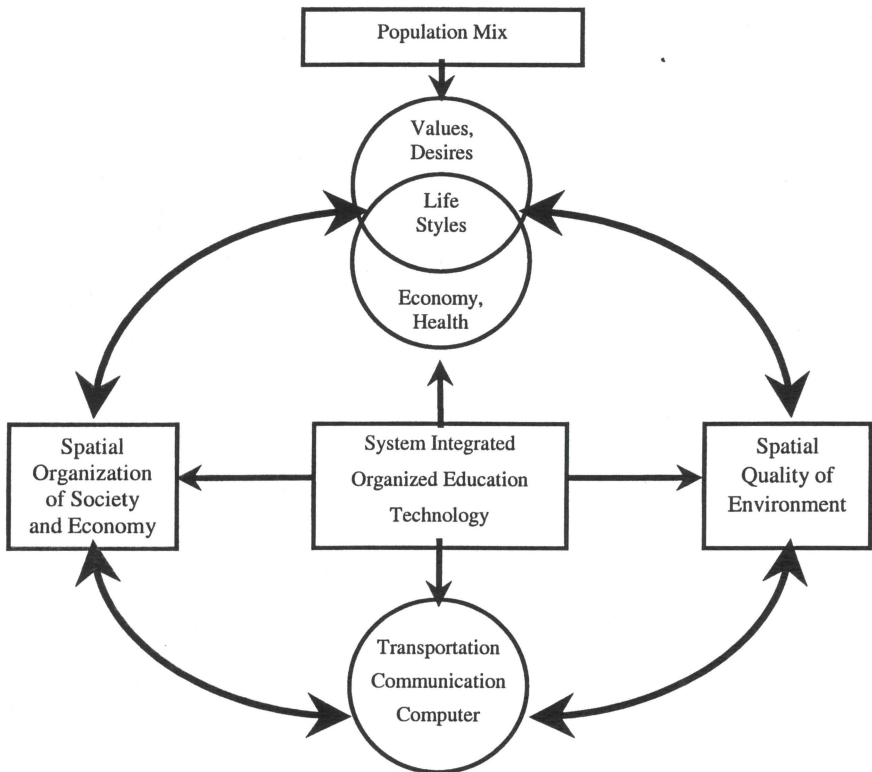 Population Mix
Values,
Desires
Life
Styles
Economy,
Health
Spatial
Organization
of Society
and Economy
System Integrated
Organized Education
Technology
Spatial
Quality of
Environment
Transportation
Communication
Computer